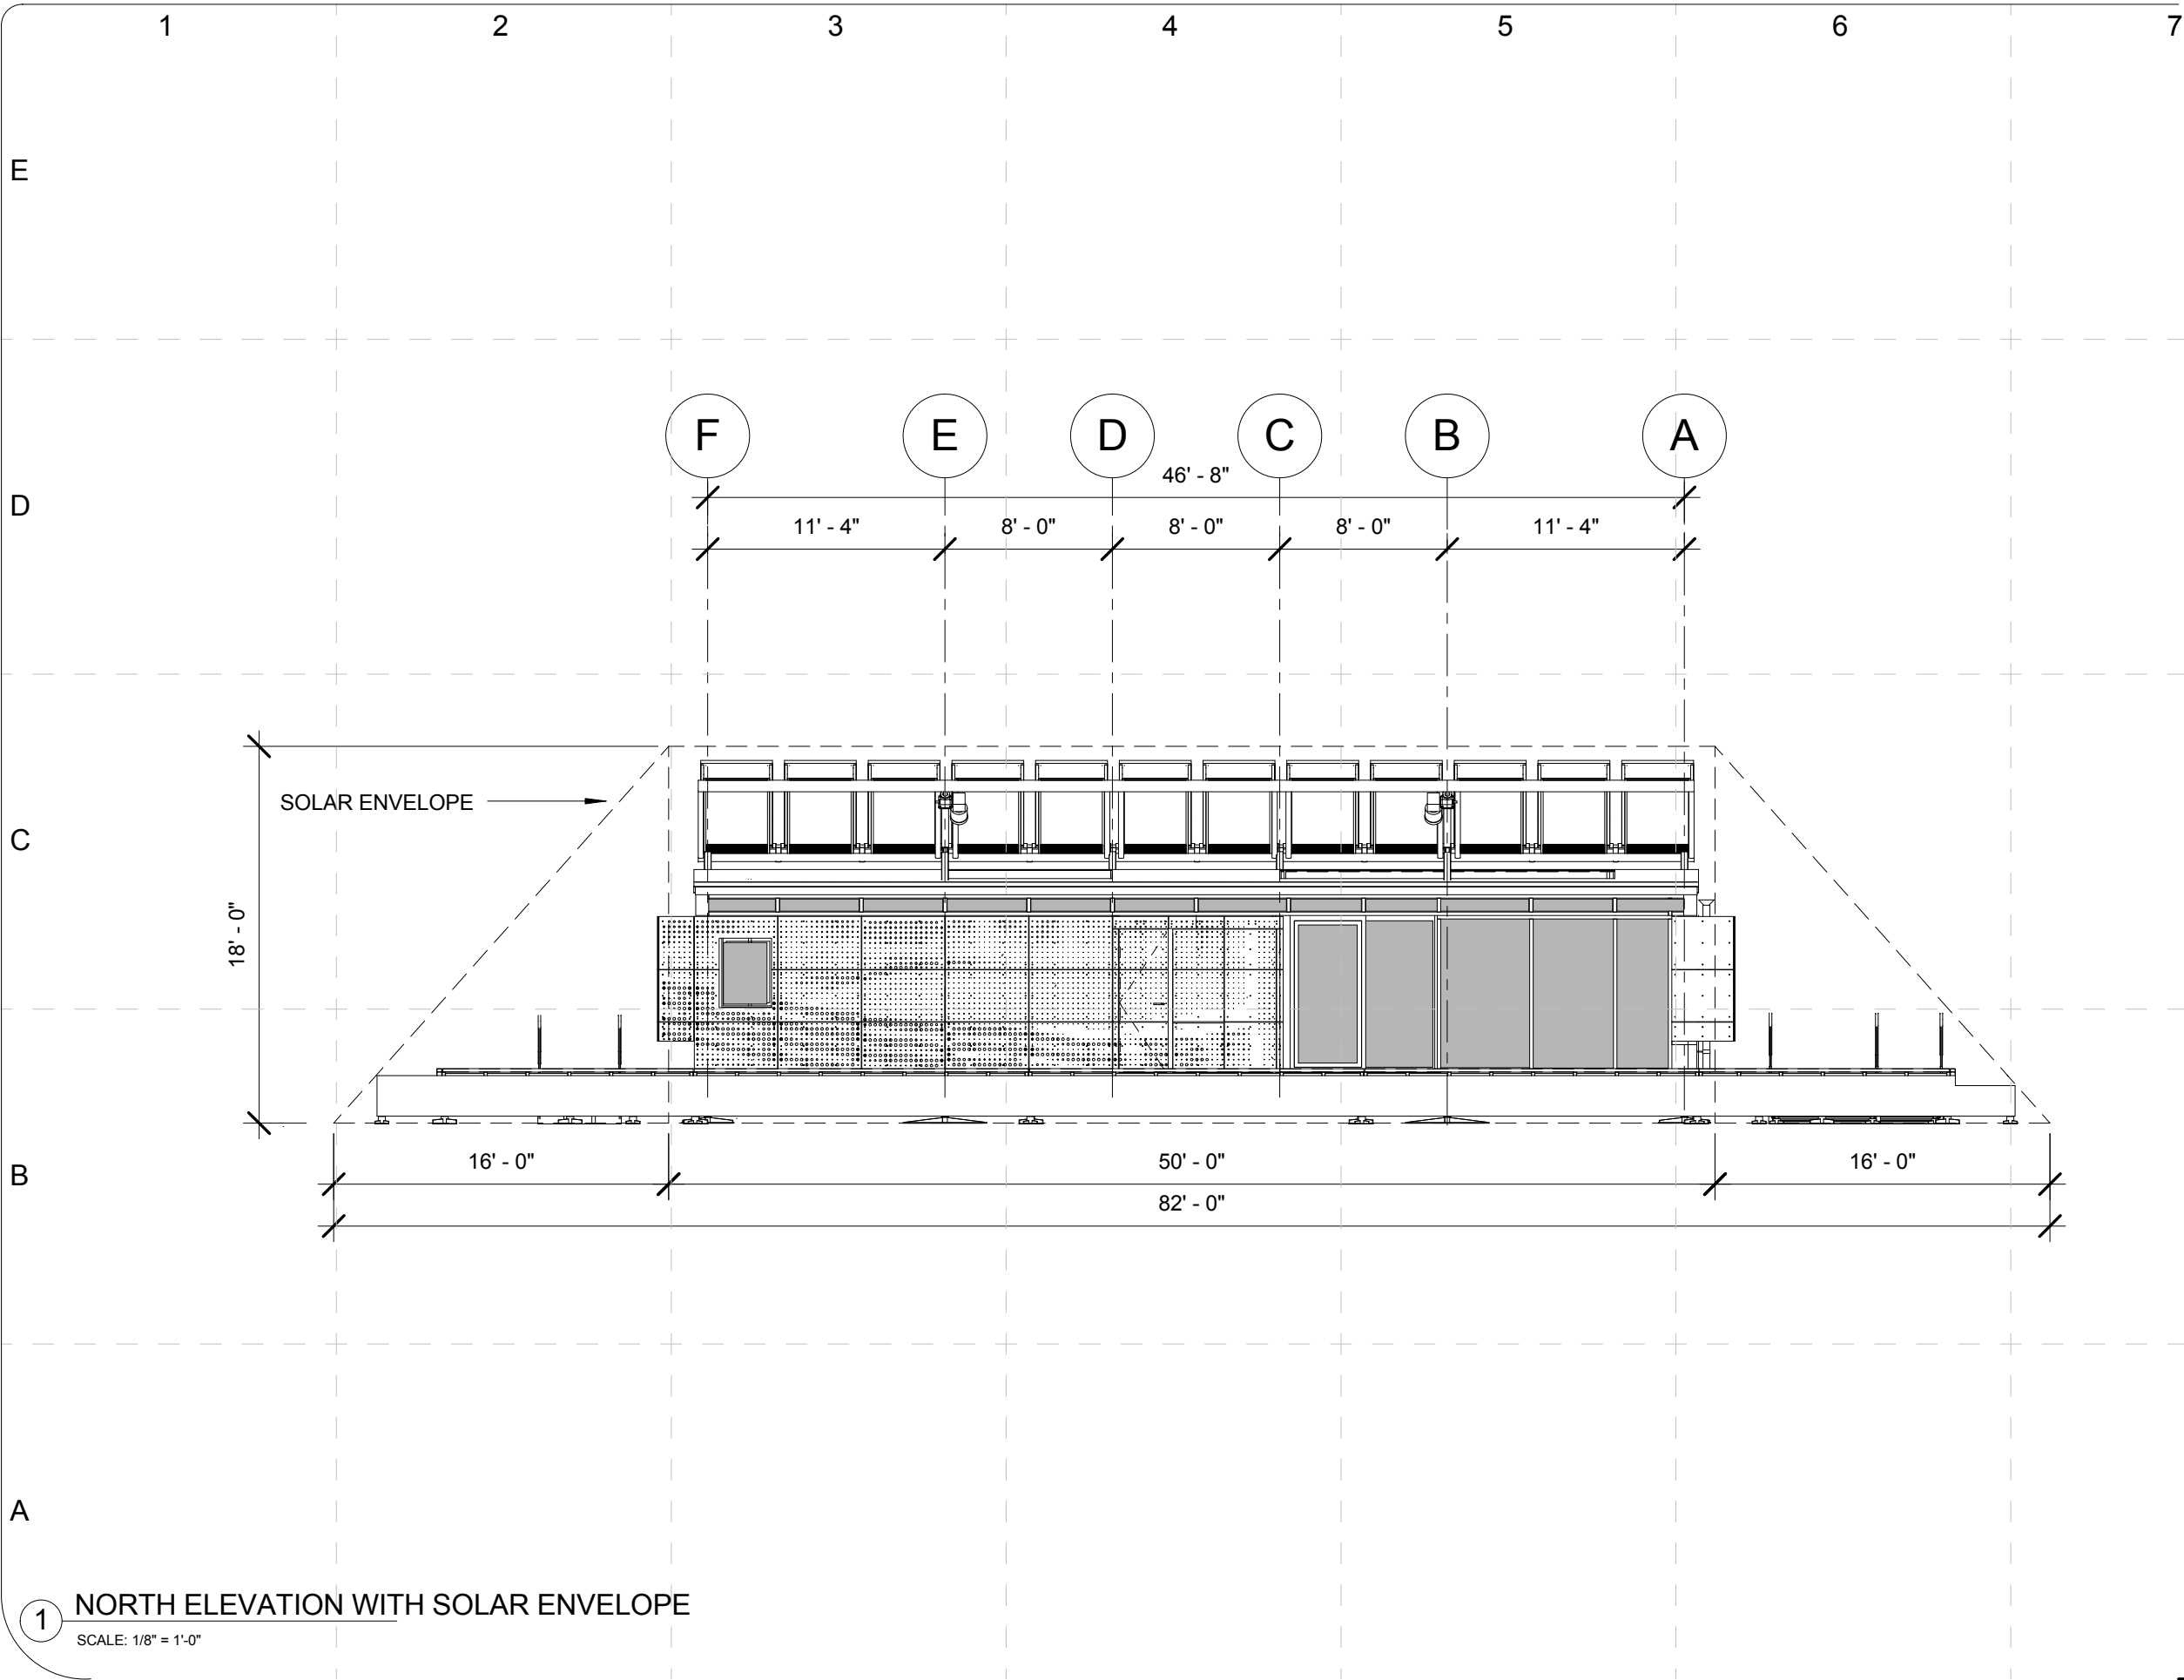 1 2 3 4 5 6 7
E
F E D C B A
46' - 8"
D
11' - 4" 8' - 0" 8' - 0" 8' - 0" 11' - 4"
SOLAR ENVELOPE
C
18' - 0"
16' - 0" 50' - 0" 16' - 0"
B
82' - 0"
A
1 NORTH ELEVATION WITH SOLAR ENVELOPE
SCALE: 1/8" = 1'-0"